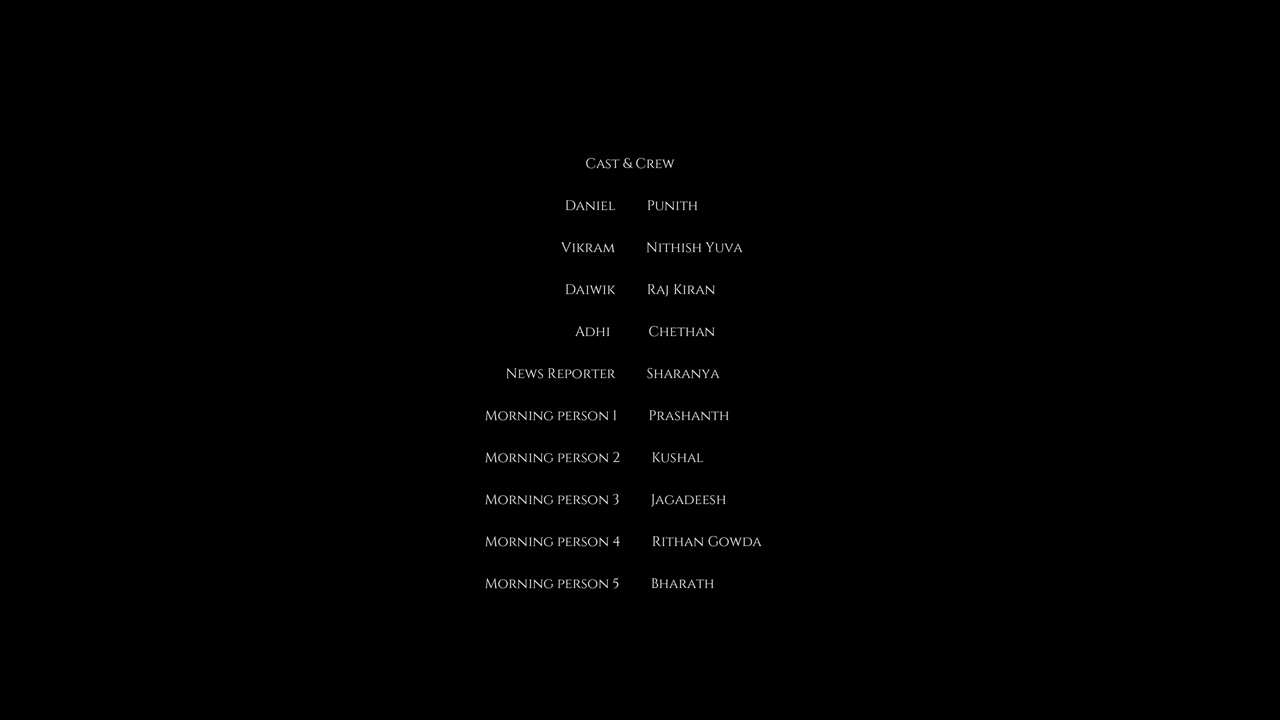 Cast & Crew
Daniel Punith
Vikram Nithish Yuva
Daiwik Raj Kiran
Adhi Chethan
News Reporter Sharanya
Morning person 1 Prashanth
Morning person 2 Kushal
Morning person 3 Jagadeesh
Morning person 4 Rithan Gowda
Morning person 5 Bharath